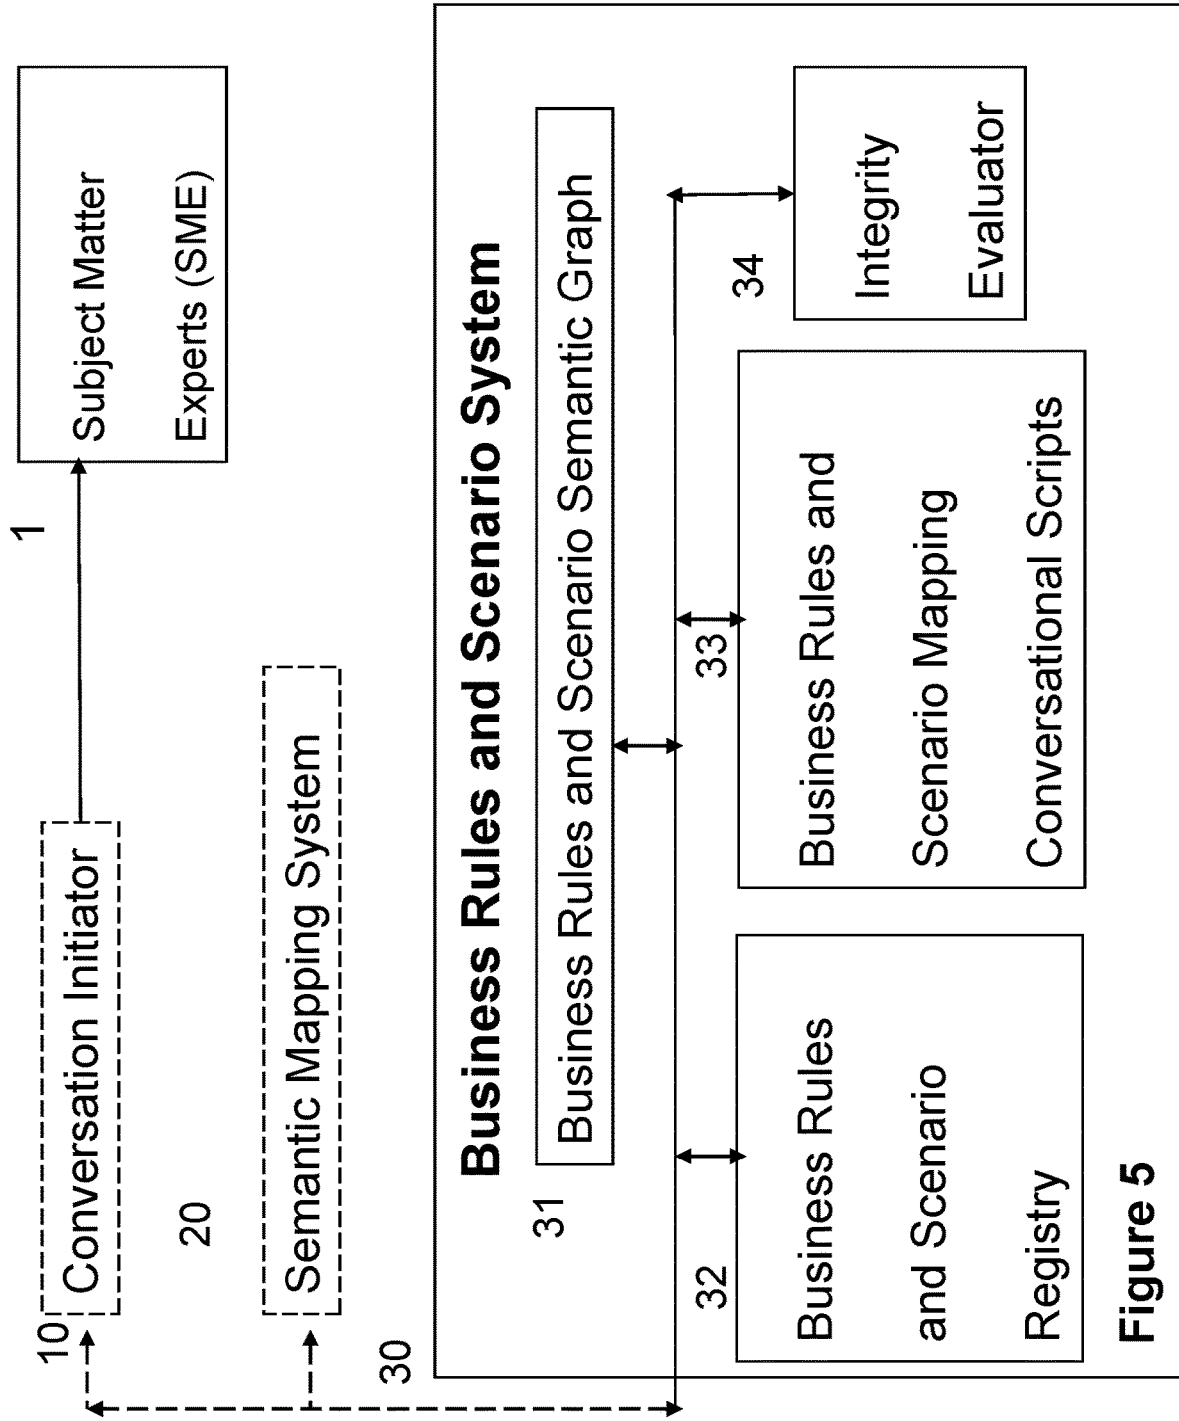 1
Subject Matter
Experts (SME)
10
Conversation Initiator
20
Semantic Mapping System
30
Business Rules and Scenario System
31
Business Rules and Scenario Semantic Graph
32
Business Rules
and Scenario
Registry
33
Business Rules and
Scenario Mapping
Conversational Scripts
34
Integrity
Evaluator
Figure 5